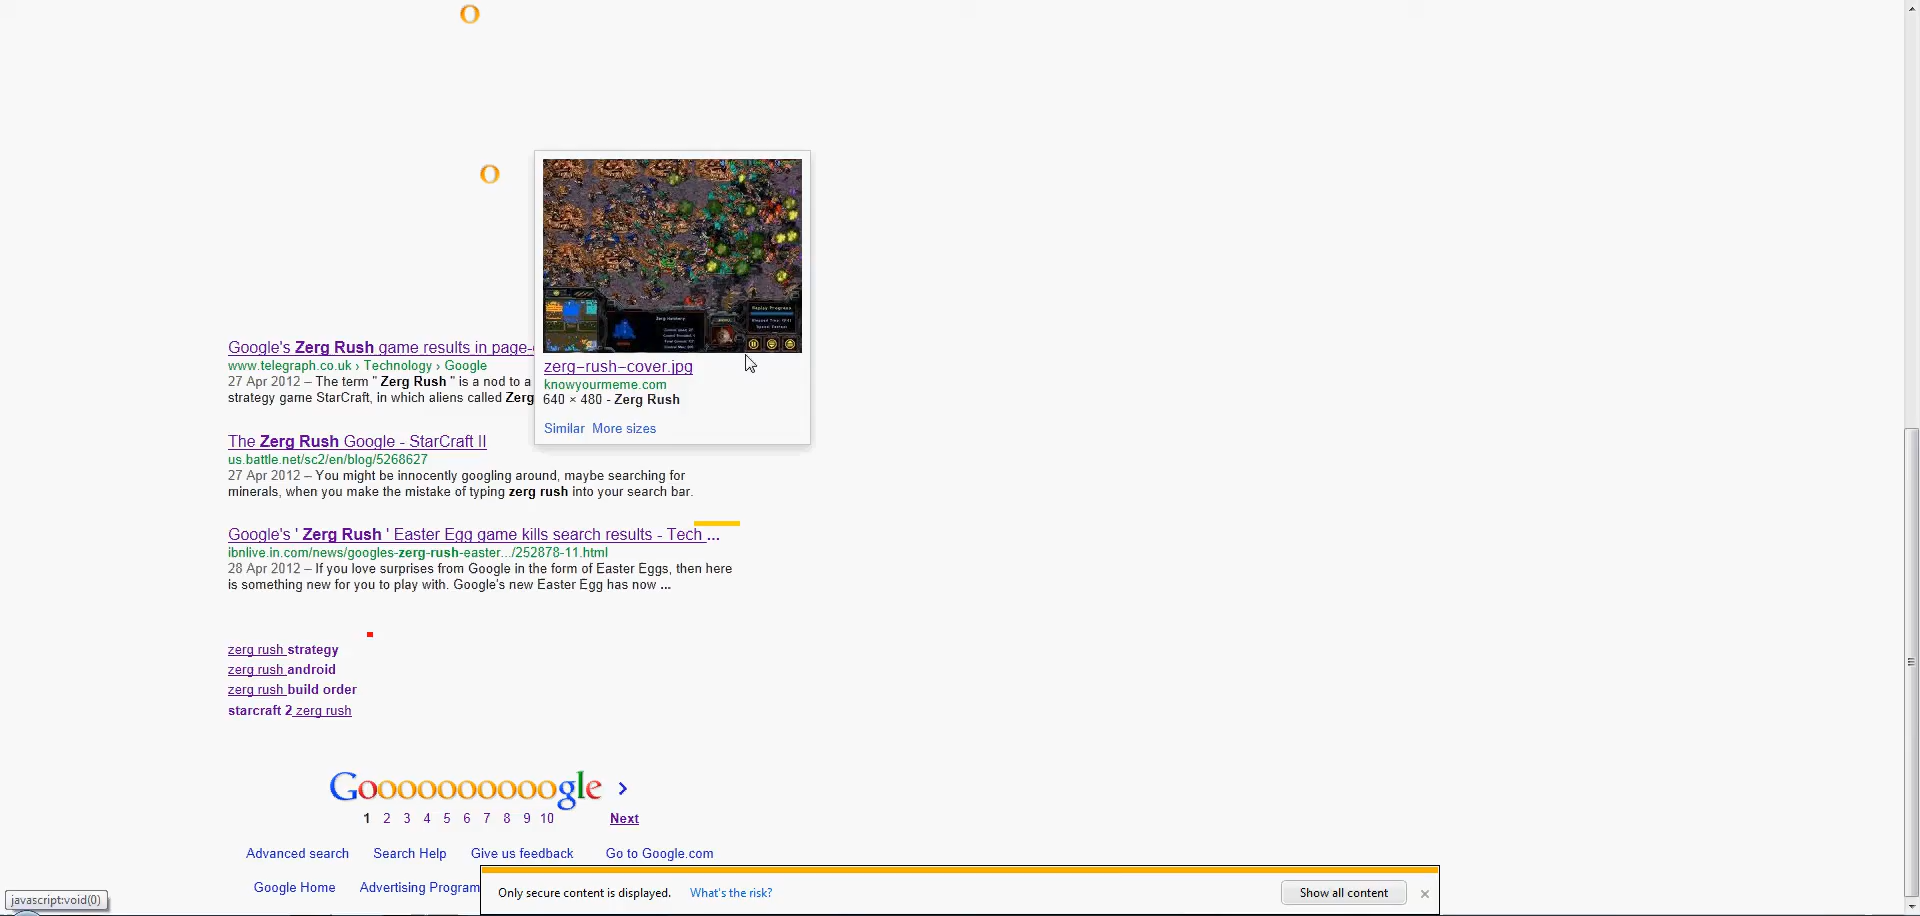 O
O
zerg-rush-cover.jpg
knowyourmeme.com
640 × 480 - Zerg Rush
Similar More sizes
Google's Zerg Rush game results in page-
www.telegraph.co.uk › Technology › Google
27 Apr 2012 – The term " Zerg Rush " is a nod to a
strategy game StarCraft, in which aliens called Zerg
The Zerg Rush Google - StarCraft II
us.battle.net/sc2/en/blog/5268627
27 Apr 2012 – You might be innocently googling around, maybe searching for
minerals, when you make the mistake of typing zerg rush into your search bar.
Google's ' Zerg Rush ' Easter Egg game kills search results - Tech ...
ibnlive.in.com/news/googles-zerg-rush-easter.../252878-11.html
28 Apr 2012 – If you love surprises from Google in the form of Easter Eggs, then here
is something new for you to play with. Google's new Easter Egg has now ...
zerg rush strategy
zerg rush android
zerg rush build order
starcraft 2 zerg rush
Goooooooooogle >
1 2 3 4 5 6 7 8 9 10 Next
Advanced search Search Help Give us feedback Go to Google.com
Google Home Advertising Program
Only secure content is displayed. What's the risk? Show all content ×
javascript:void(0)